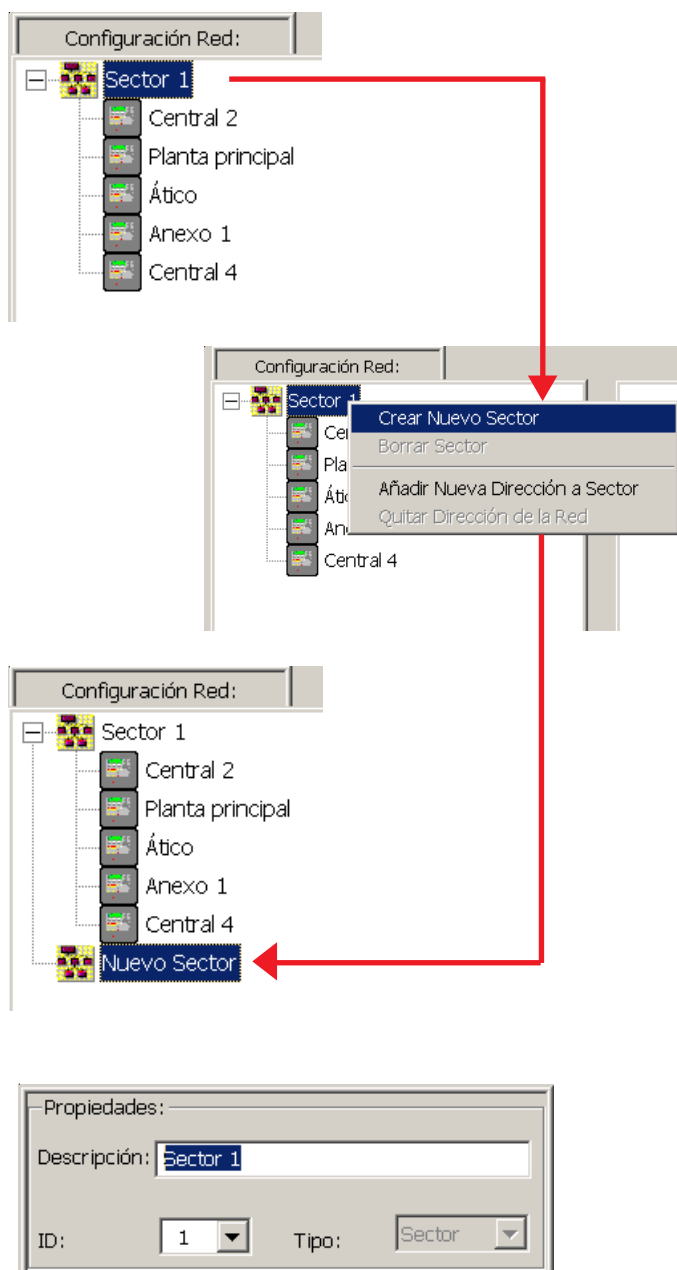 Configuración Red:
Sector 1
Central 2
Planta principal
Ático
Anexo 1
Central 4
Configuración Red:
Sector 1
Crear Nuevo Sector
Borrar Sector
Añadir Nueva Dirección a Sector
Quitar Dirección de la Red
Central 4
Configuración Red:
Sector 1
Central 2
Planta principal
Ático
Anexo 1
Central 4
Nuevo Sector
Propiedades:
Descripción: Sector 1
ID: 1 Tipo: Sector